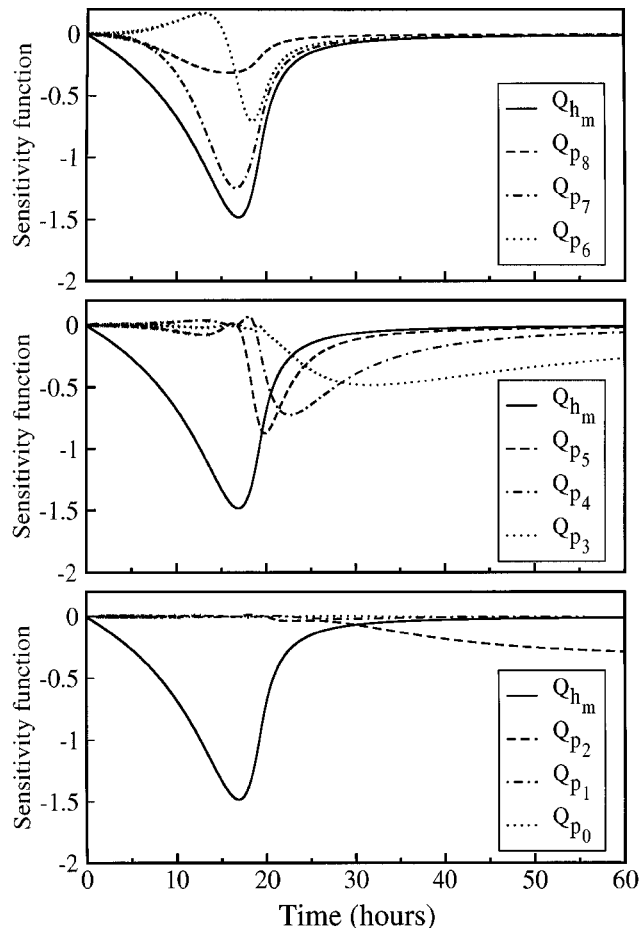 0
-0.5
-1
-1.5
-2
Sensitivity function
Q_{h_m}
Q_{p_8}
Q_{p_7}
Q_{p_6}
0
-0.5
-1
-1.5
-2
Sensitivity function
Q_{h_m}
Q_{p_5}
Q_{p_4}
Q_{p_3}
0
-0.5
-1
-1.5
-2
Sensitivity function
Q_{h_m}
Q_{p_2}
Q_{p_1}
Q_{p_0}
0 10 20 30 40 50 60
Time (hours)